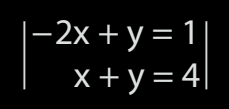 −2x + y = 1
x + y = 4